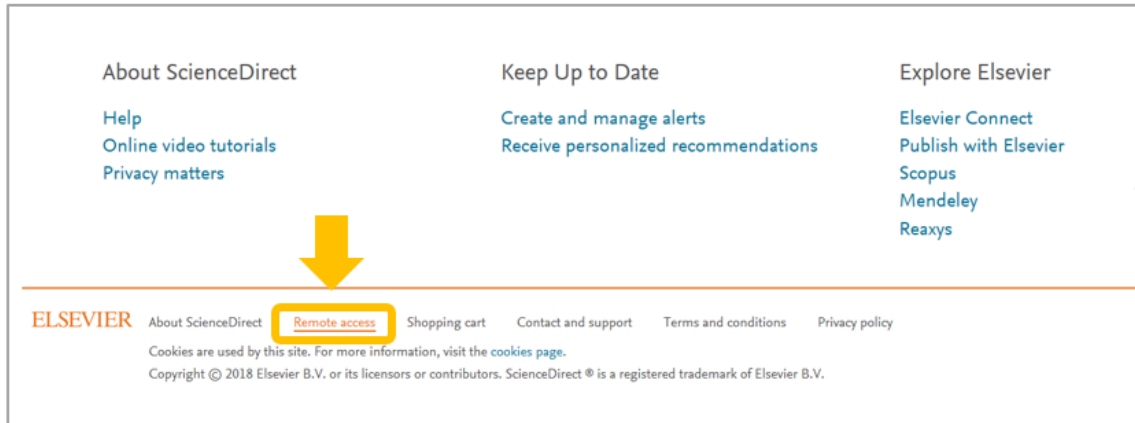 About ScienceDirect
Help
Online video tutorials
Privacy matters
Keep Up to Date
Create and manage alerts
Receive personalized recommendations
Explore Elsevier
Elsevier Connect
Publish with Elsevier
Scopus
Mendeley
Reaxys
ELSEVIER About ScienceDirect Remote access Shopping cart Contact and support Terms and conditions Privacy policy
Cookies are used by this site. For more information, visit the cookies page.
Copyright © 2018 Elsevier B.V. or its licensors or contributors. ScienceDirect ® is a registered trademark of Elsevier B.V.